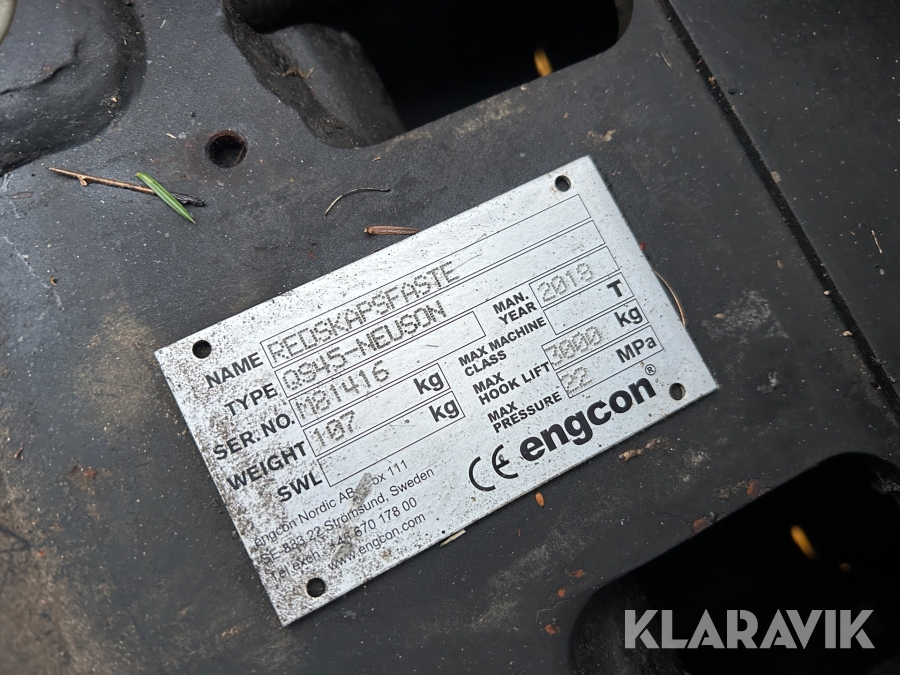 NAME REDSKAPSFASTE
TYPE QS45-NEUSON
SER. NO. M81416
MAN. YEAR 2019
WEIGHT 107 kg
MAX MACHINE CLASS T
SWL kg
MAX HOOK LIFT 3000 kg
MAX PRESSURE 22 MPa
CE engcon®
engcon Nordic AB, Box 111
SE-833 22 Strömsund, Sweden
Tel exch +46 670 178 00
www.engcon.com
KLARAVIK